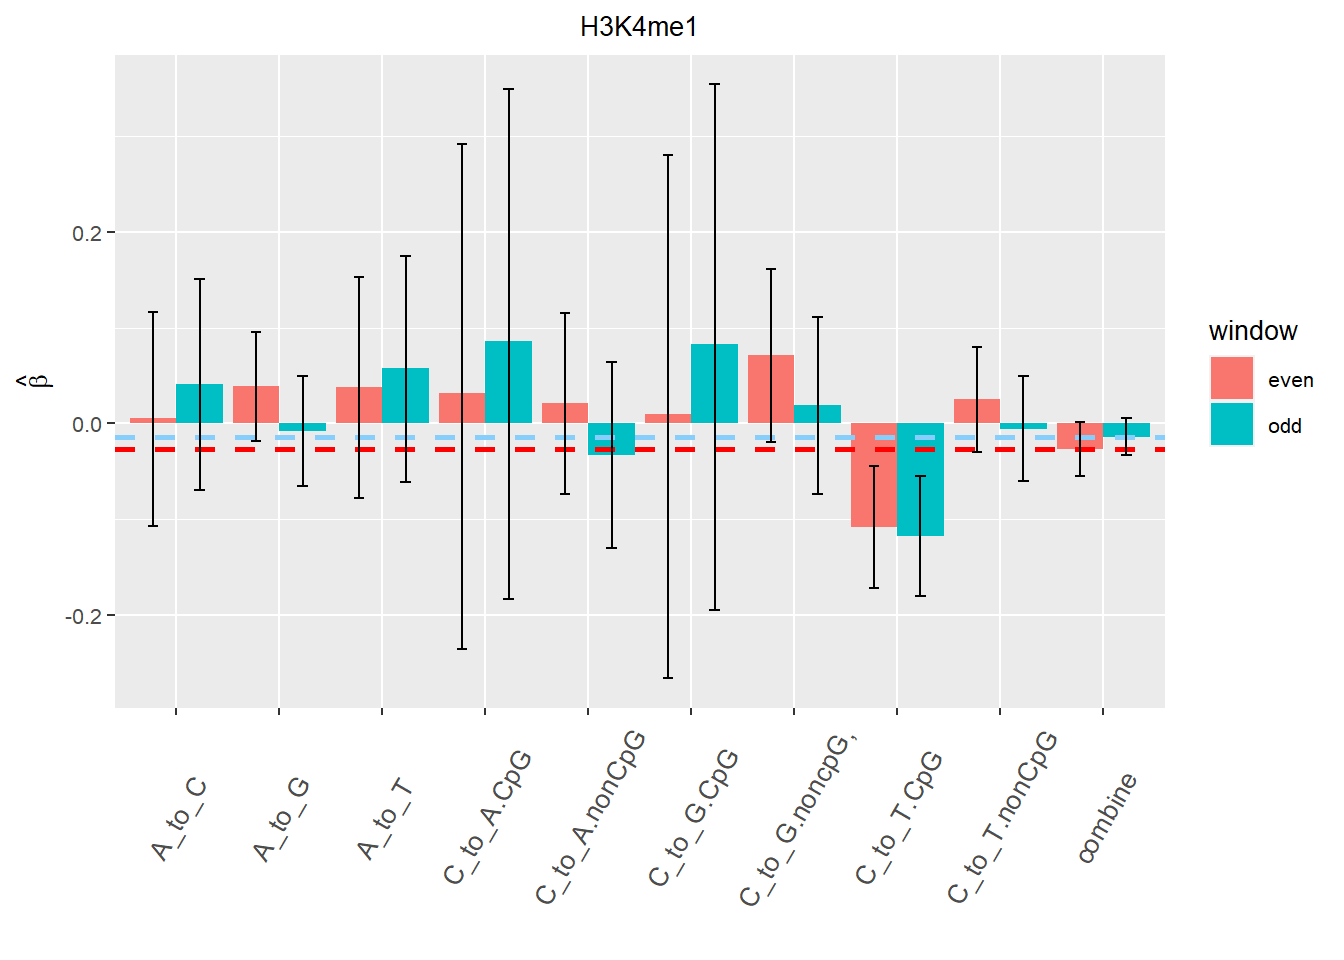 H3K4me1
0.2
0.0
-0.2
β̂
A_to_C
A_to_G
A_to_T
C_to_A.CpG
C_to_A.nonCpG
C_to_G.CpG
C_to_G.noncpG,
C_to_T.CpG
C_to_T.nonCpG
combine
window
even
odd